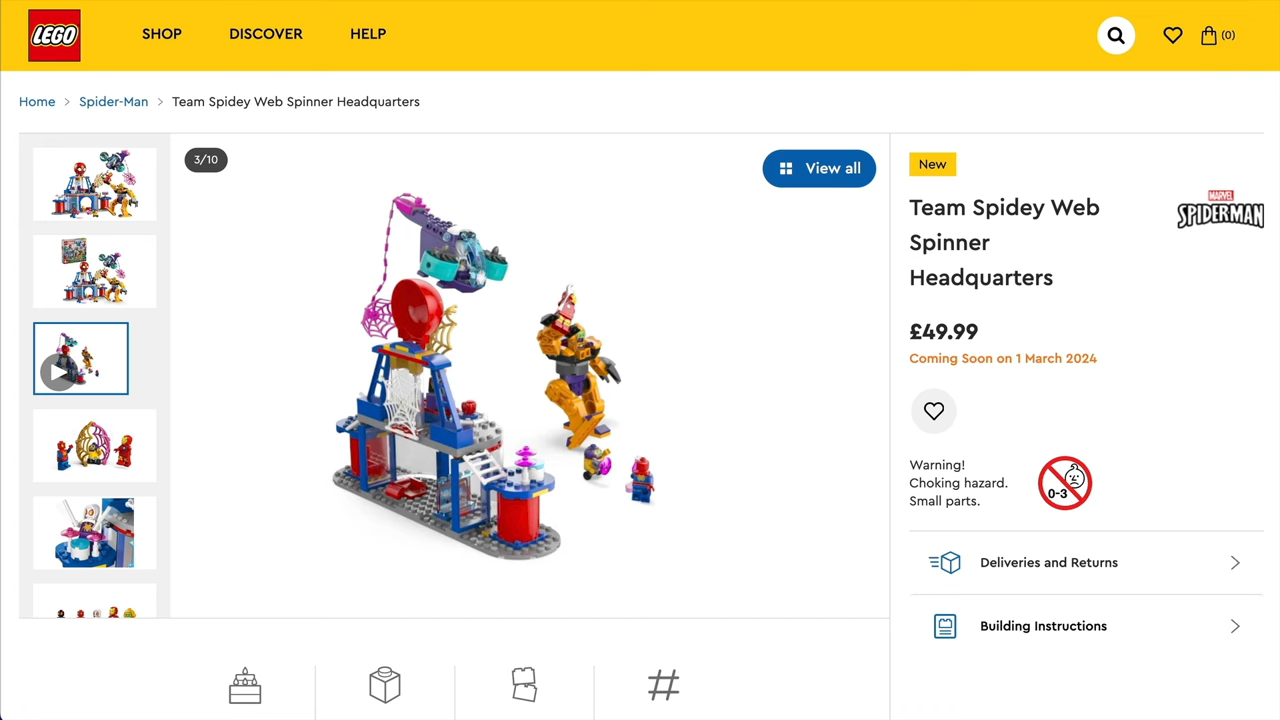 LEGO
SHOP
DISCOVER
HELP
(0)
Home > Spider-Man > Team Spidey Web Spinner Headquarters
3/10
View all
New
Team Spidey Web
Spinner
Headquarters
MARVEL
SPIDER-MAN
£49.99
Coming Soon on 1 March 2024
Warning!
Choking hazard.
Small parts.
0-3
Deliveries and Returns
Building Instructions